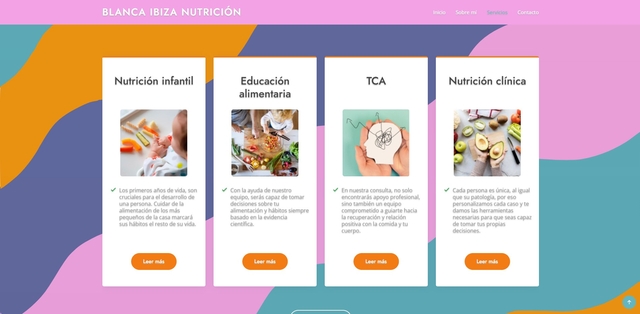 BLANCA IBIZA NUTRICIÓN
Inicio Sobre mí Servicios Contacto
Nutrición infantil
Los primeros años de vida, son
cruciales para el desarrollo de
una persona. Cuidar de la
alimentación de los más
pequeños de la casa marcará
sus hábitos el resto de su vida.
Leer más
Educación
alimentaria
Con la ayuda de nuestro
equipo, serás capaz de tomar
decisiones sobre tu
alimentación y hábitos siempre
basado en la evidencia
científica.
Leer más
TCA
En nuestra consulta, no solo
encontrarás apoyo profesional,
sino también un equipo
comprometido a guiarte hacia
la recuperación y relación
positiva con la comida y tu
cuerpo.
Leer más
Nutrición clínica
Cada persona es única, al igual
que su patología, por eso
personalizamos cada caso y te
damos las herramientas
necesarias para que seas capaz
de tomar tus propias
decisiones.
Leer más